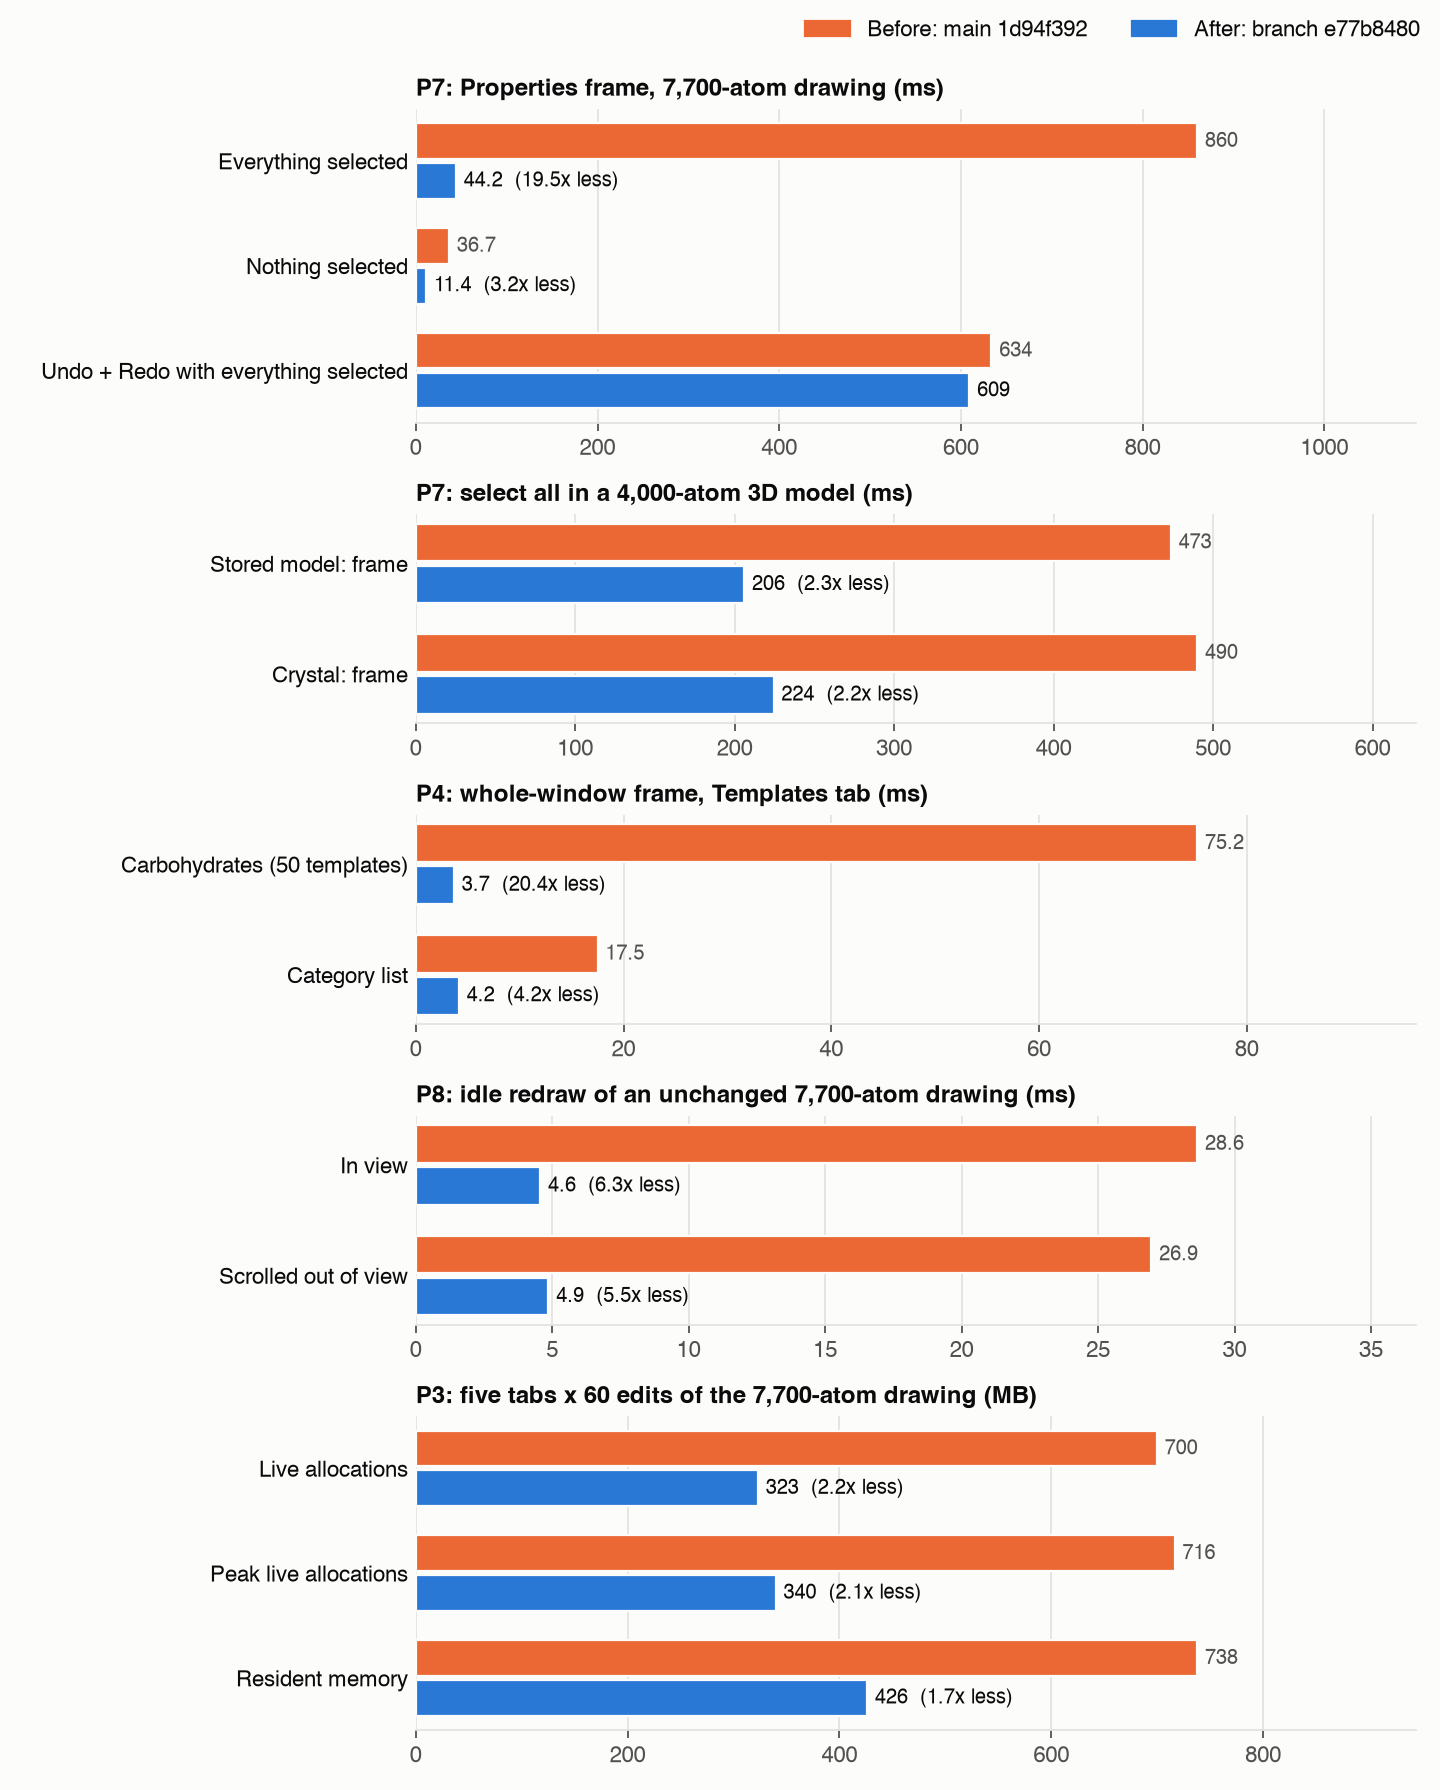 Before: main 1d94f392
After: branch e77b8480
P7: Properties frame, 7,700-atom drawing (ms)
Everything selected
860
44.2 (19.5x less)
Nothing selected
36.7
11.4 (3.2x less)
Undo + Redo with everything selected
634
609
0 200 400 600 800 1000
P7: select all in a 4,000-atom 3D model (ms)
Stored model: frame
473
206 (2.3x less)
Crystal: frame
490
224 (2.2x less)
0 100 200 300 400 500 600
P4: whole-window frame, Templates tab (ms)
Carbohydrates (50 templates)
75.2
3.7 (20.4x less)
Category list
17.5
4.2 (4.2x less)
0 20 40 60 80
P8: idle redraw of an unchanged 7,700-atom drawing (ms)
In view
28.6
4.6 (6.3x less)
Scrolled out of view
26.9
4.9 (5.5x less)
0 5 10 15 20 25 30 35
P3: five tabs x 60 edits of the 7,700-atom drawing (MB)
Live allocations
700
323 (2.2x less)
Peak live allocations
716
340 (2.1x less)
Resident memory
738
426 (1.7x less)
0 200 400 600 800